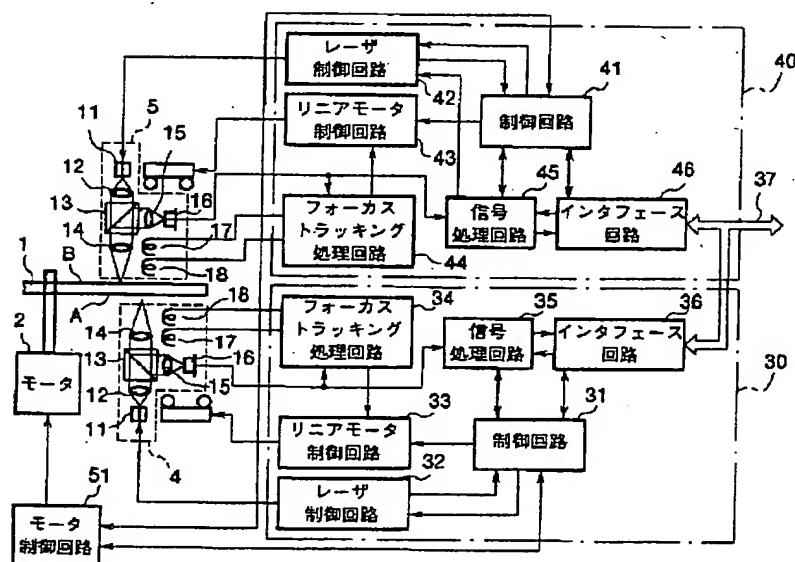 レーザ
制御回路
42
41
40
リニアモータ
制御回路
43
制御回路
5
11
15
12
13
16
14
17
18
フォーカス
トラッキング
処理回路
44
45
信号
処理回路
46
インタフェース
回路
37
1
B
A
2
モータ
18
17
14
13
16
12
15
11
4
34
フォーカス
トラッキング
処理回路
35
信号
処理回路
36
インタフェース
回路
30
33
リニアモータ
制御回路
31
制御回路
32
レーザ
制御回路
51
モータ
制御回路